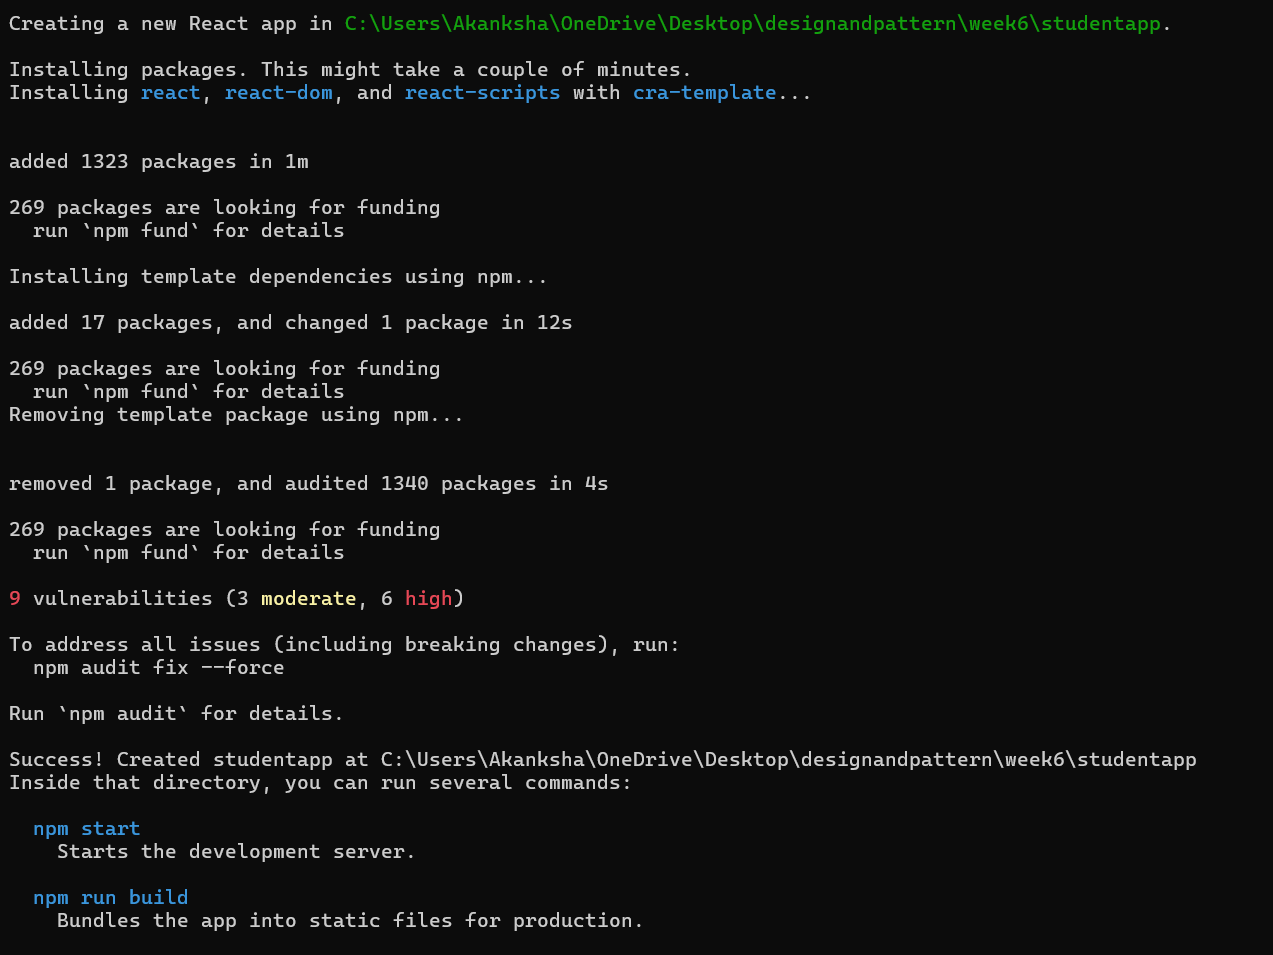 Creating a new React app in C:\Users\Akanksha\OneDrive\Desktop\designandpattern\week6\studentapp.
Installing packages. This might take a couple of minutes.
Installing react, react-dom, and react-scripts with cra-template...
added 1323 packages in 1m
269 packages are looking for funding
  run `npm fund` for details
Installing template dependencies using npm...
added 17 packages, and changed 1 package in 12s
269 packages are looking for funding
  run `npm fund` for details
Removing template package using npm...
removed 1 package, and audited 1340 packages in 4s
269 packages are looking for funding
  run `npm fund` for details
9 vulnerabilities (3 moderate, 6 high)
To address all issues (including breaking changes), run:
  npm audit fix --force
Run `npm audit` for details.
Success! Created studentapp at C:\Users\Akanksha\OneDrive\Desktop\designandpattern\week6\studentapp
Inside that directory, you can run several commands:
  npm start
    Starts the development server.
  npm run build
    Bundles the app into static files for production.